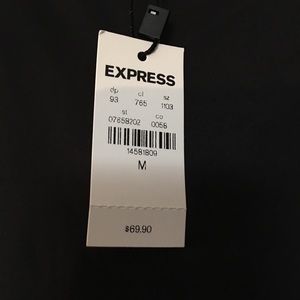 EXPRESS
dp cl sz
93 765 1103
st co
07658202 0058
14581809
M
$69.90